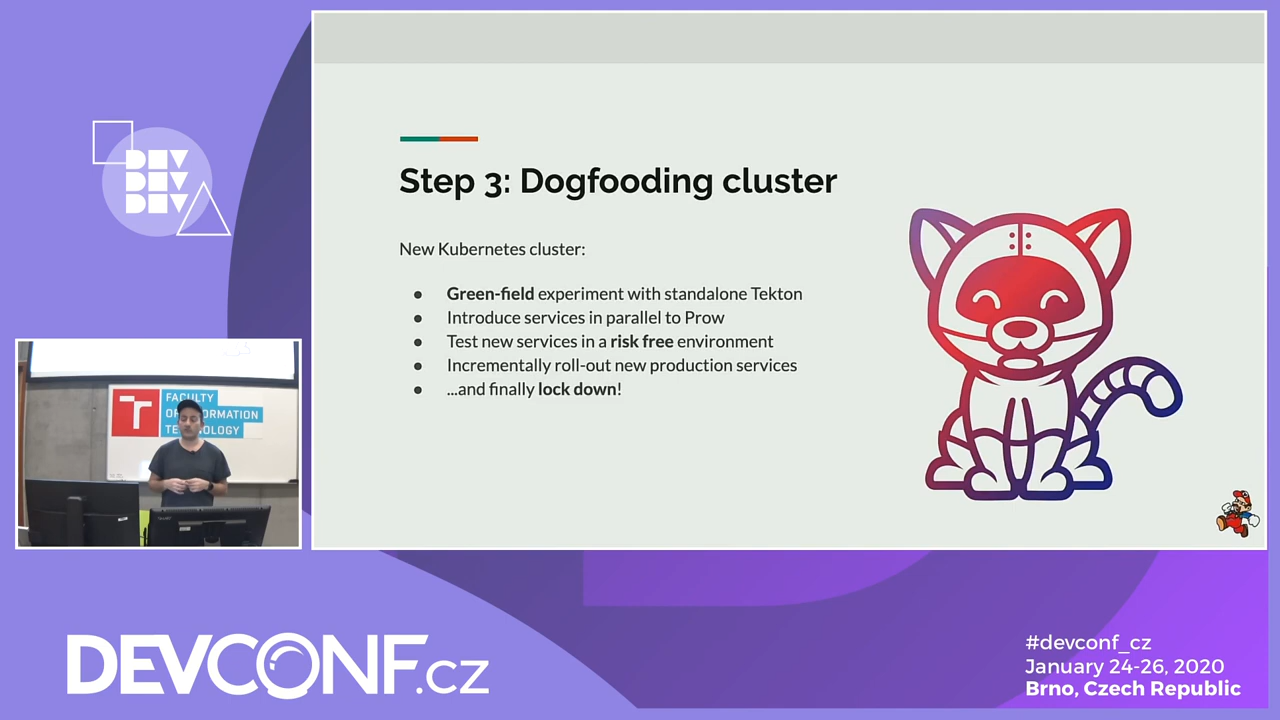 DEV
DEV
DEV
Step 3: Dogfooding cluster
New Kubernetes cluster:
● Green-field experiment with standalone Tekton
● Introduce services in parallel to Prow
● Test new services in a risk free environment
● Incrementally roll-out new production services
● ...and finally lock down!
FACULTY
OF INFORMATION
TECHNOLOGY
DEVCONF.cz
#devconf_cz
January 24-26, 2020
Brno, Czech Republic